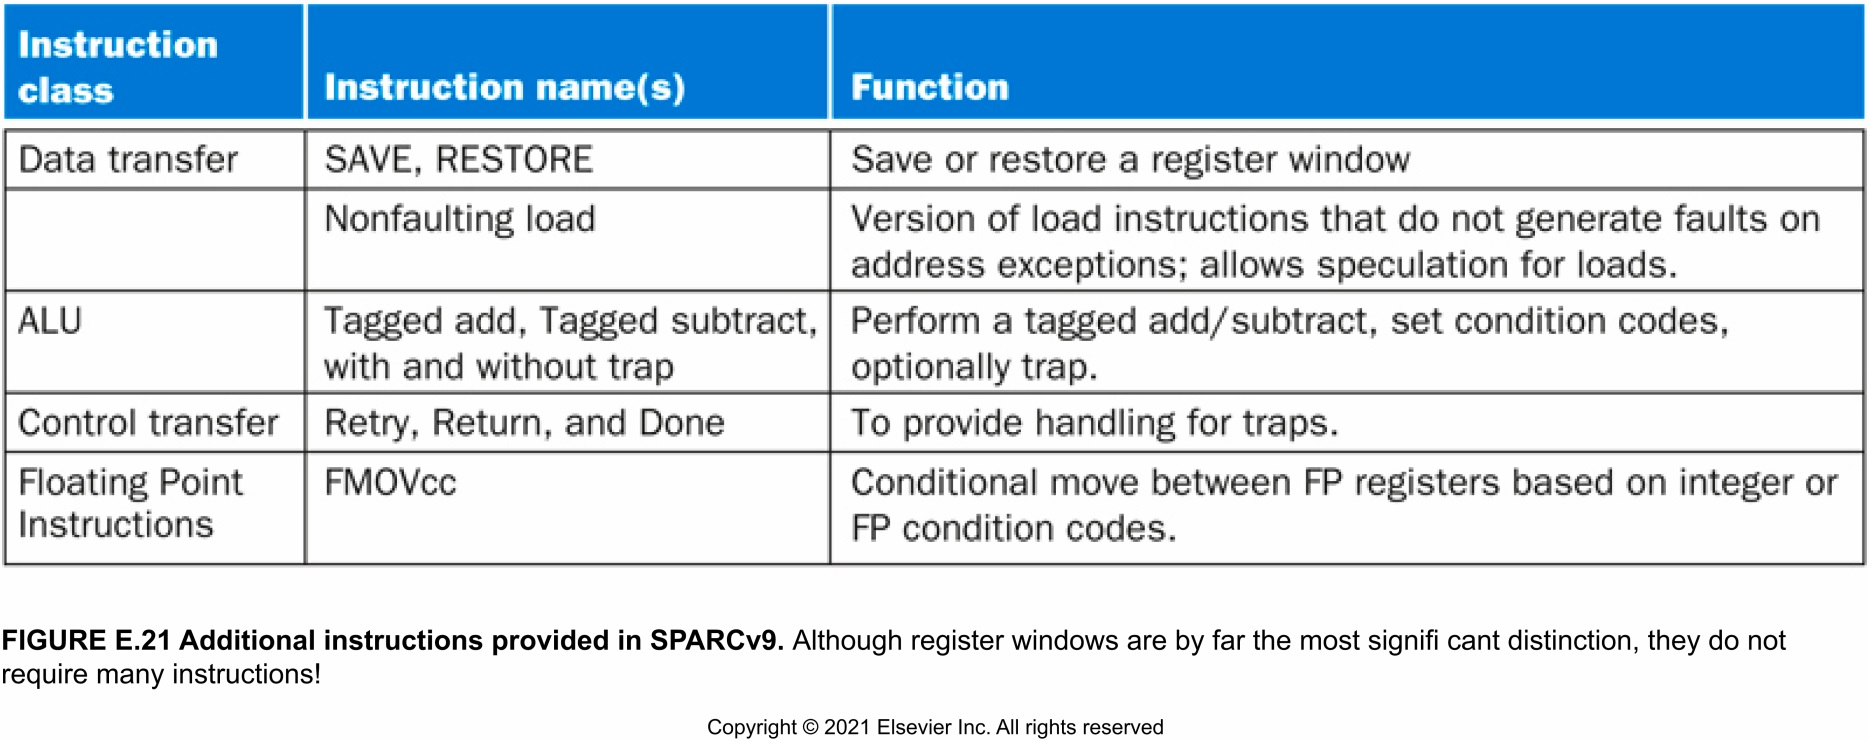 Instruction class
Instruction name(s)
Function
Data transfer
SAVE, RESTORE
Save or restore a register window
Nonfaulting load
Version of load instructions that do not generate faults on
address exceptions; allows speculation for loads.
ALU
Tagged add, Tagged subtract,
with and without trap
Perform a tagged add/subtract, set condition codes,
optionally trap.
Control transfer
Retry, Return, and Done
To provide handling for traps.
Floating Point
Instructions
FMOVcc
Conditional move between FP registers based on integer or
FP condition codes.
FIGURE E.21 Additional instructions provided in SPARCv9. Although register windows are by far the most signifi cant distinction, they do not
require many instructions!
Copyright © 2021 Elsevier Inc. All rights reserved